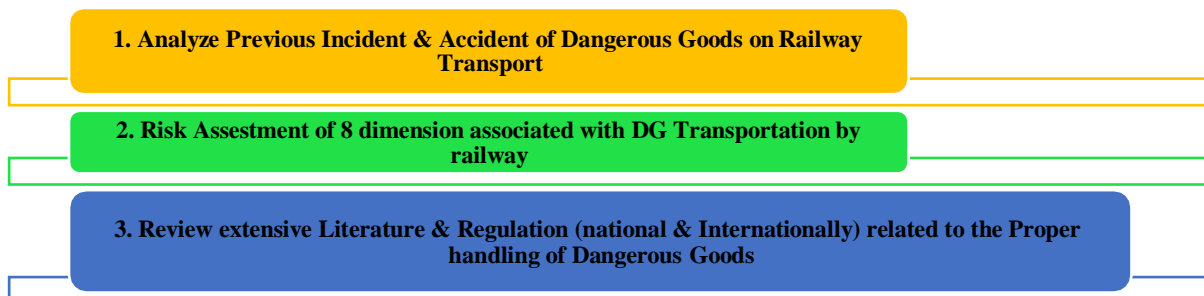 1. Analyze Previous Incident & Accident of Dangerous Goods on Railway
Transport
2. Risk Assestment of 8 dimension associated with DG Transportation by
railway
3. Review extensive Literature & Regulation (national & Internationally) related to the Proper
handling of Dangerous Goods